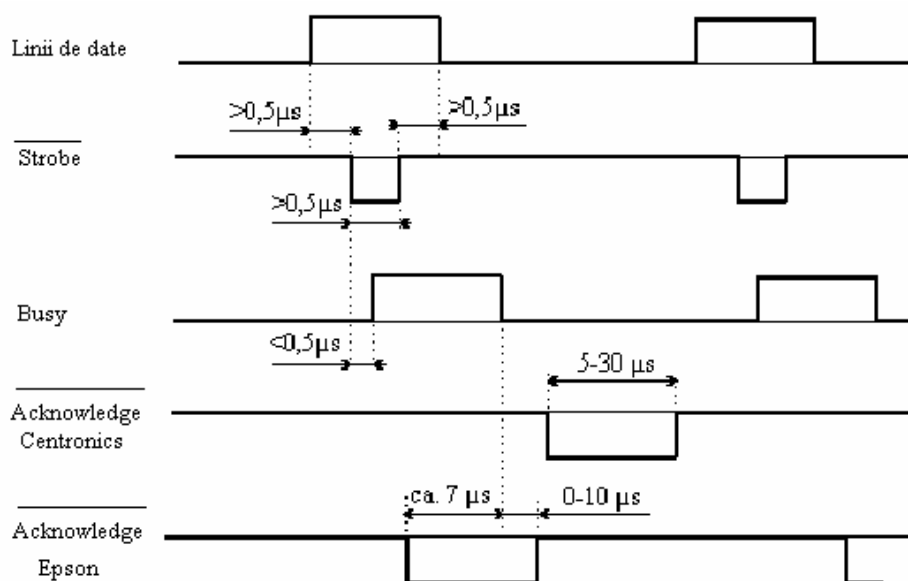 Linii de date
>0,5µs >0,5µs
Strobe
>0,5µs
Busy
<0,5µs
5-30 µs
Acknowledge
Centronics
ca. 7 µs 0-10 µs
Acknowledge
Epson